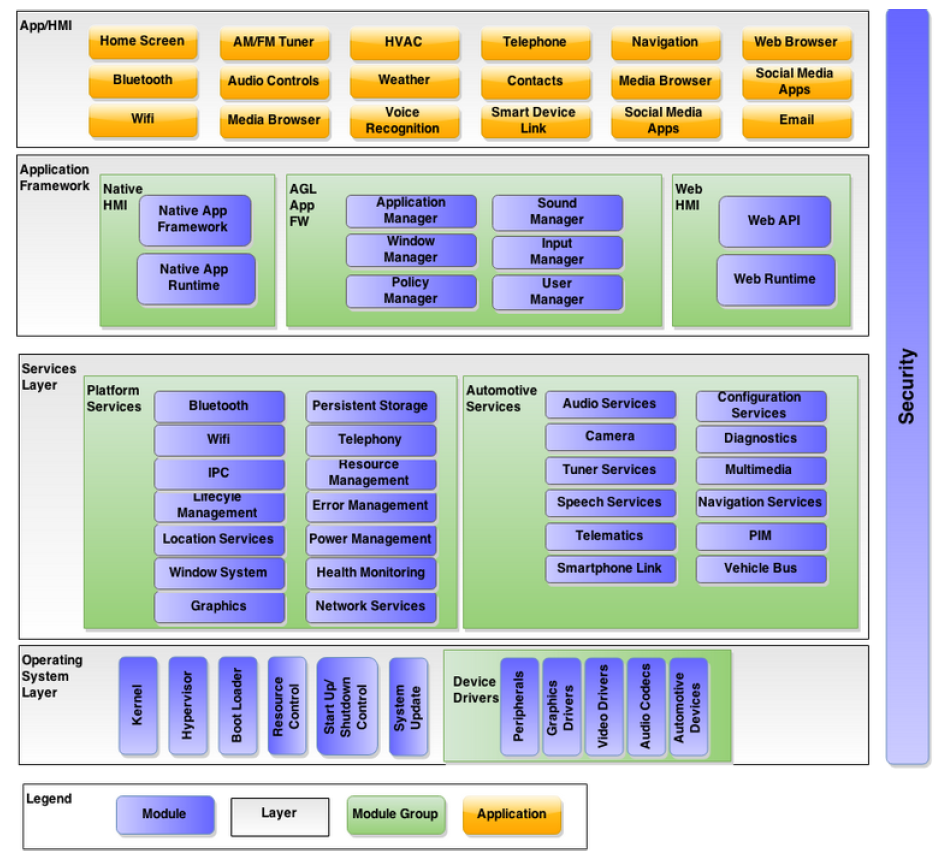 App/HMI
Home Screen
AM/FM Tuner
HVAC
Telephone
Navigation
Web Browser
Bluetooth
Audio Controls
Weather
Contacts
Media Browser
Social Media
Apps
Wifi
Media Browser
Voice
Recognition
Smart Device
Link
Social Media
Apps
Email
Application
Framework
Native
HMI
Native App
Framework
Native App
Runtime
AGL
App
FW
Application
Manager
Sound
Manager
Window
Manager
Input
Manager
Policy
Manager
User
Manager
Web
HMI
Web API
Web Runtime
Services
Layer
Platform
Services
Bluetooth
Persistent Storage
Wifi
Telephony
IPC
Resource
Management
Lifecyle
Management
Error Management
Location Services
Power Management
Window System
Health Monitoring
Graphics
Network Services
Automotive
Services
Audio Services
Configuration
Services
Camera
Diagnostics
Tuner Services
Multimedia
Speech Services
Navigation Services
Telematics
PIM
Smartphone Link
Vehicle Bus
Operating
System
Layer
Kernel
Hypervisor
Boot Loader
Resource
Control
Start Up/
Shutdown
Control
System
Update
Device
Drivers
Peripherals
Graphics
Drivers
Video Drivers
Audio Codecs
Automotive
Devices
Security
Legend
Module
Layer
Module Group
Application